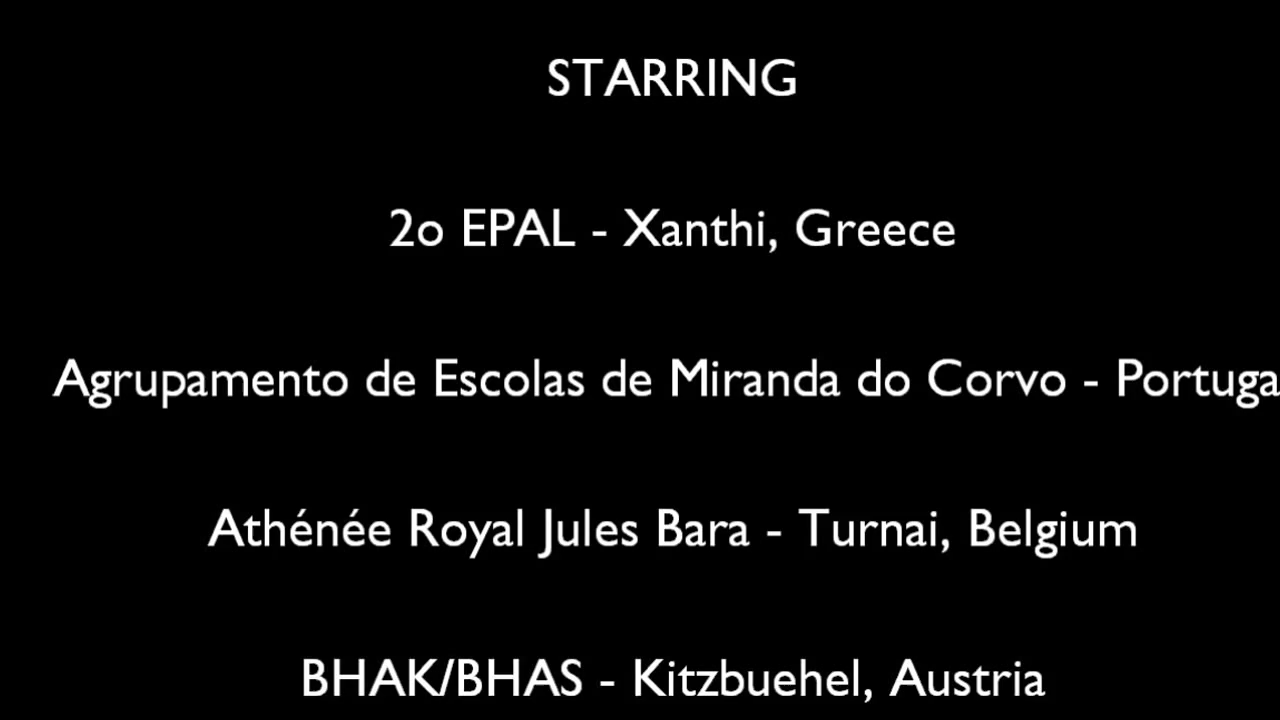 STARRING
2o EPAL - Xanthi, Greece
Agrupamento de Escolas de Miranda do Corvo - Portuga
Athénée Royal Jules Bara - Turnai, Belgium
BHAK/BHAS - Kitzbuehel, Austria